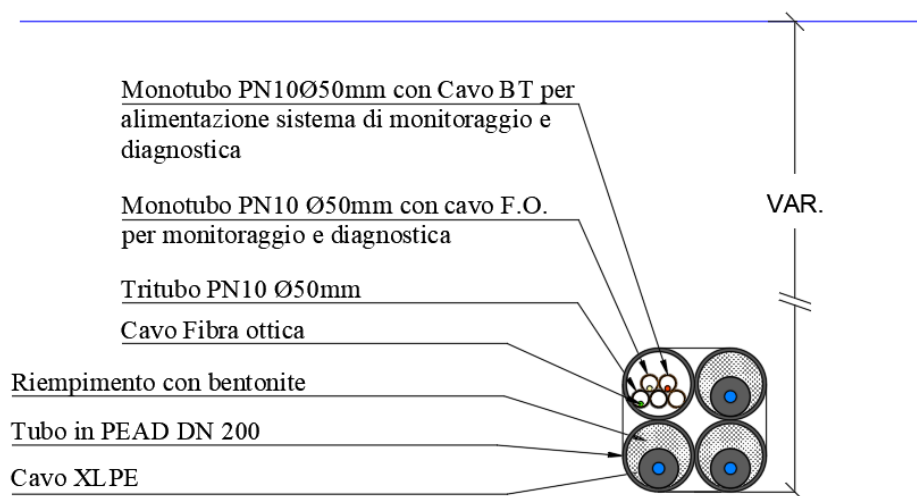 Monotubo PN10Ø50mm con Cavo BT per
alimentazione sistema di monitoraggio e
diagnostica
VAR.
Monotubo PN10 Ø50mm con cavo F.O.
per monitoraggio e diagnostica
Tritubo PN10 Ø50mm
Cavo Fibra ottica
Riempimento con bentonite
Tubo in PEAD DN 200
Cavo XLPE